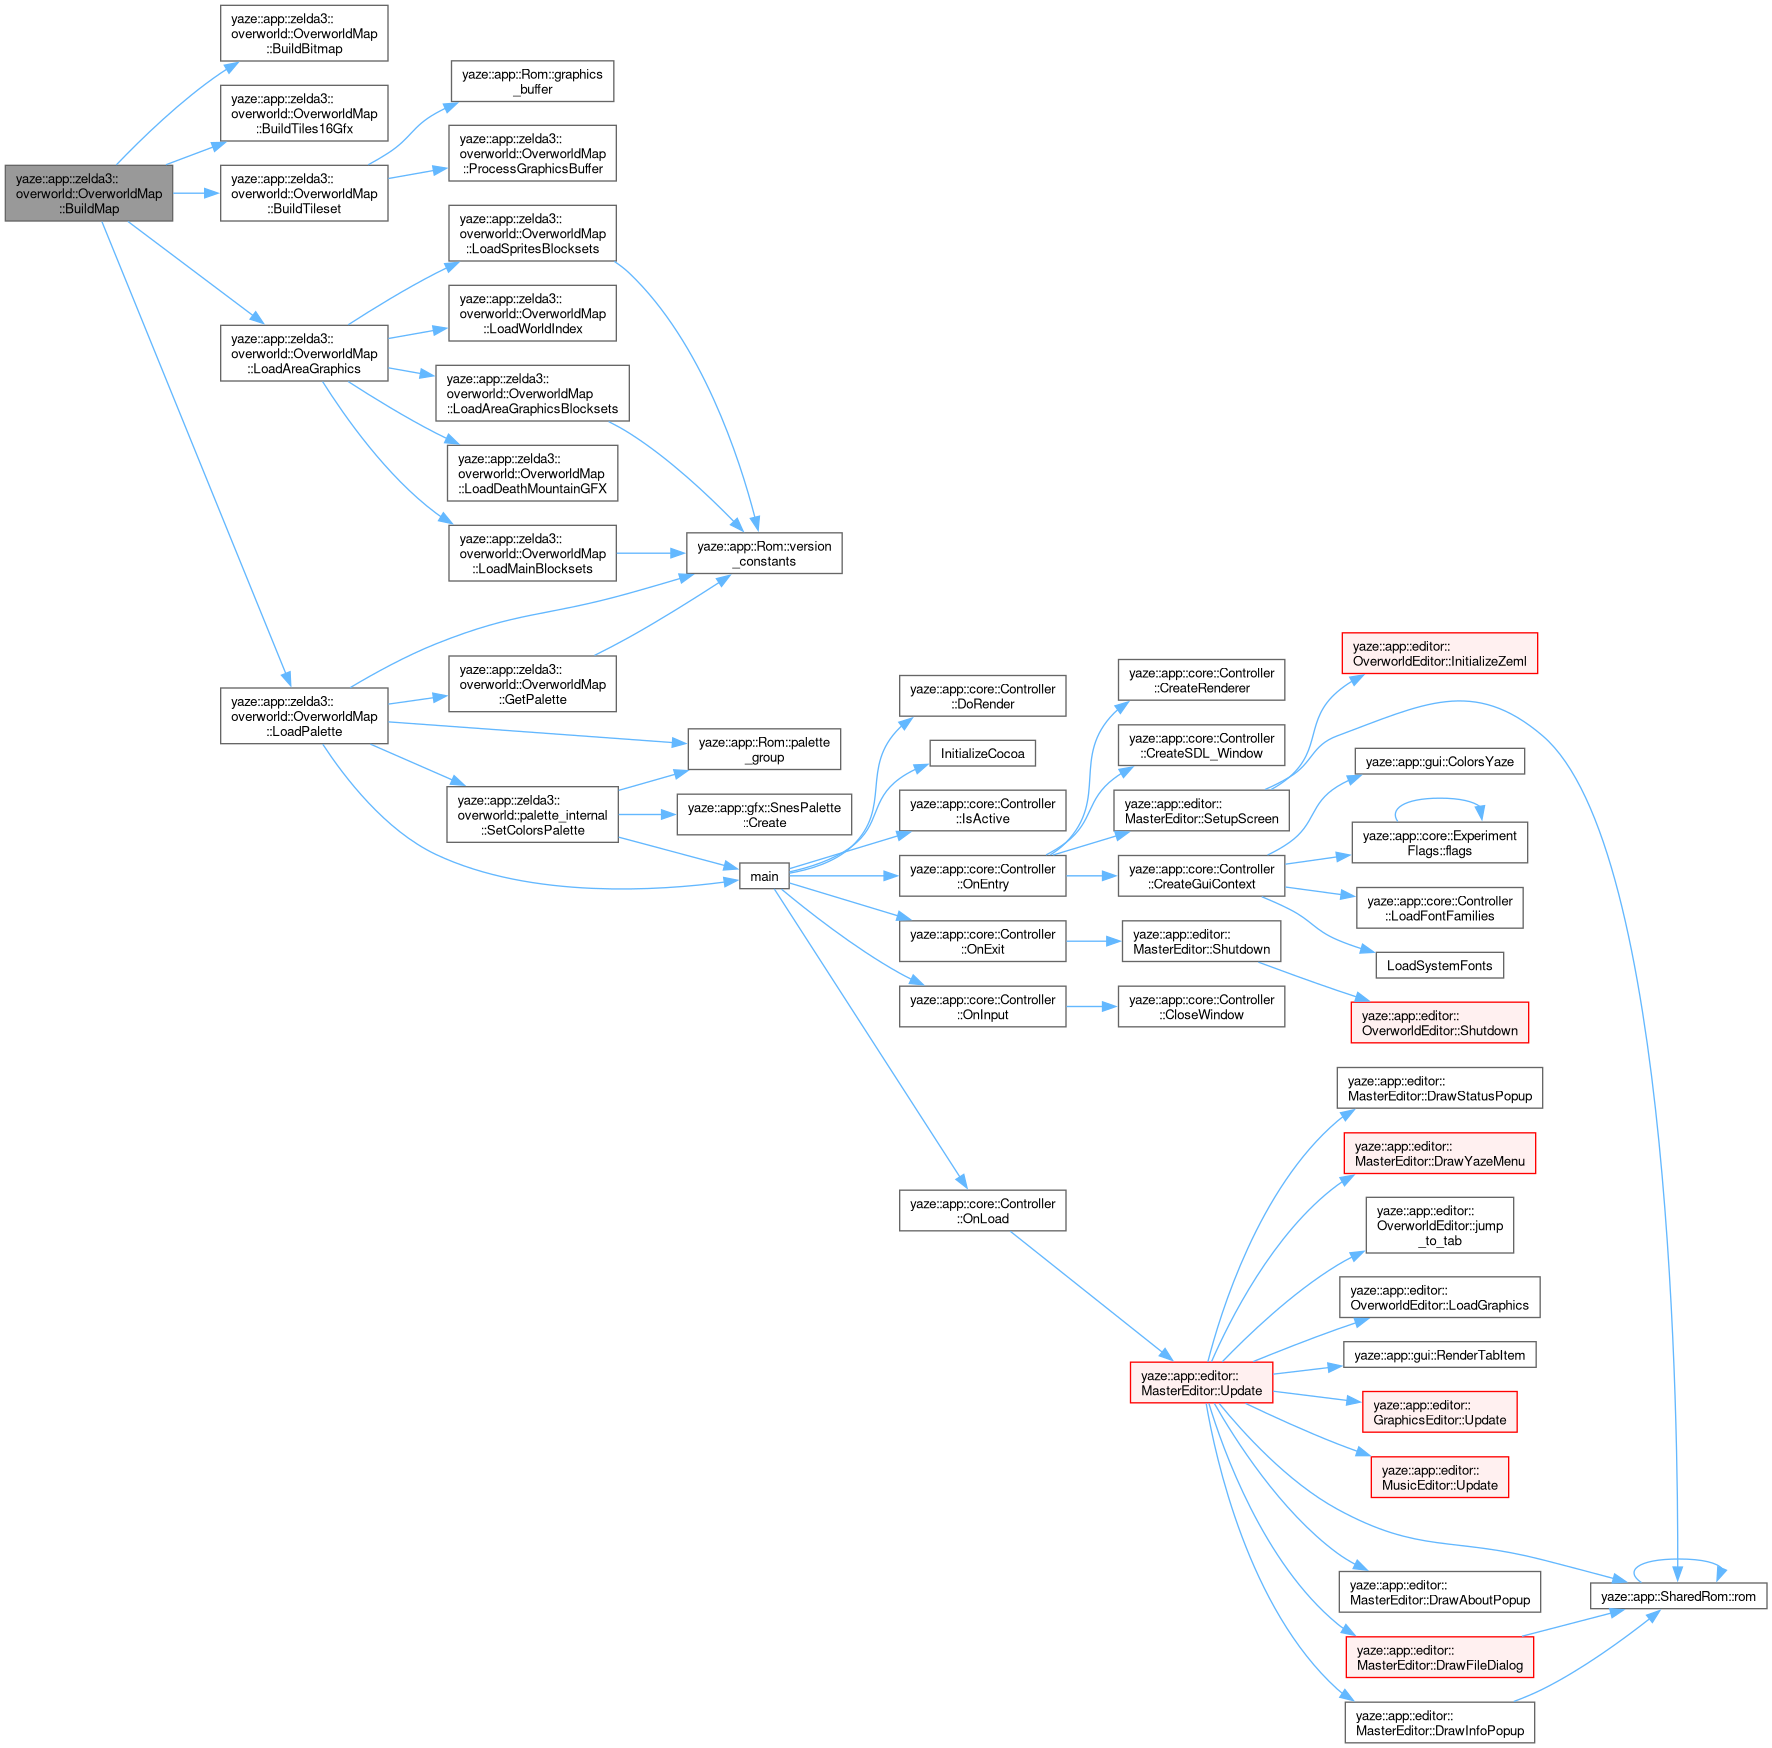 yaze::app::zelda3::
overworld::OverworldMap
::BuildMap
yaze::app::zelda3::
overworld::OverworldMap
::BuildBitmap
yaze::app::zelda3::
overworld::OverworldMap
::BuildTiles16Gfx
yaze::app::zelda3::
overworld::OverworldMap
::BuildTileset
yaze::app::Rom::graphics
_buffer
yaze::app::zelda3::
overworld::OverworldMap
::ProcessGraphicsBuffer
yaze::app::zelda3::
overworld::OverworldMap
::LoadAreaGraphics
yaze::app::zelda3::
overworld::OverworldMap
::LoadSpritesBlocksets
yaze::app::zelda3::
overworld::OverworldMap
::LoadWorldIndex
yaze::app::zelda3::
overworld::OverworldMap
::LoadAreaGraphicsBlocksets
yaze::app::zelda3::
overworld::OverworldMap
::LoadDeathMountainGFX
yaze::app::zelda3::
overworld::OverworldMap
::LoadMainBlocksets
yaze::app::Rom::version
_constants
yaze::app::zelda3::
overworld::OverworldMap
::LoadPalette
yaze::app::zelda3::
overworld::OverworldMap
::GetPalette
yaze::app::Rom::palette
_group
yaze::app::zelda3::
overworld::palette_internal
::SetColorsPalette
yaze::app::gfx::SnesPalette
::Create
main
yaze::app::core::Controller
::DoRender
InitializeCocoa
yaze::app::core::Controller
::IsActive
yaze::app::core::Controller
::OnEntry
yaze::app::core::Controller
::OnExit
yaze::app::core::Controller
::OnInput
yaze::app::core::Controller
::OnLoad
yaze::app::core::Controller
::CreateRenderer
yaze::app::core::Controller
::CreateSDL_Window
yaze::app::editor::
MasterEditor::SetupScreen
yaze::app::core::Controller
::CreateGuiContext
yaze::app::editor::
MasterEditor::Shutdown
yaze::app::core::Controller
::CloseWindow
yaze::app::editor::
OverworldEditor::InitializeZeml
yaze::app::gui::ColorsYaze
yaze::app::core::Experiment
Flags::flags
yaze::app::core::Controller
::LoadFontFamilies
LoadSystemFonts
yaze::app::editor::
OverworldEditor::Shutdown
yaze::app::editor::
MasterEditor::Update
yaze::app::editor::
MasterEditor::DrawStatusPopup
yaze::app::editor::
MasterEditor::DrawYazeMenu
yaze::app::editor::
OverworldEditor::jump
_to_tab
yaze::app::editor::
OverworldEditor::LoadGraphics
yaze::app::gui::RenderTabItem
yaze::app::editor::
GraphicsEditor::Update
yaze::app::editor::
MusicEditor::Update
yaze::app::editor::
MasterEditor::DrawAboutPopup
yaze::app::editor::
MasterEditor::DrawFileDialog
yaze::app::editor::
MasterEditor::DrawInfoPopup
yaze::app::SharedRom::rom